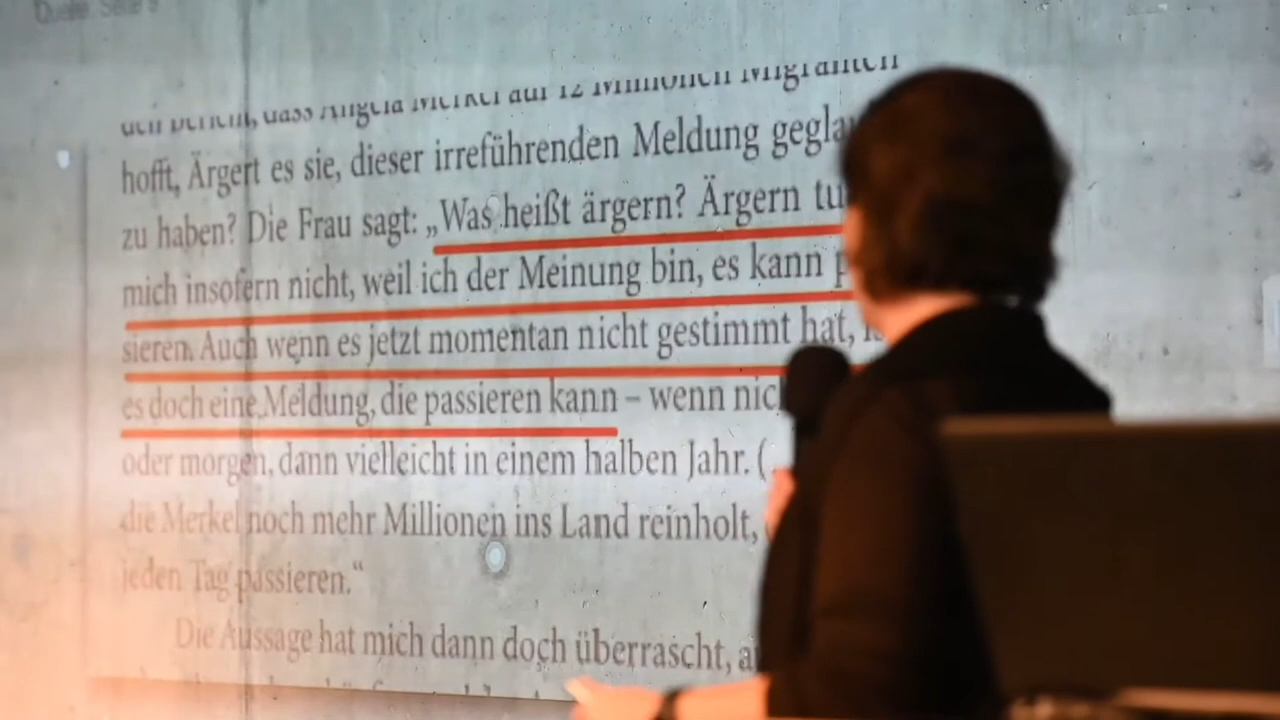 Quelle: Seite
den Bericht, dass Angela Merkel auf 12 Millionen Migranten
hofft, Ärgert es sie, dieser irreführenden Meldung gegla
zu haben? Die Frau sagt: „Was heißt ärgern? Ärgern tu
mich insofern nicht, weil ich der Meinung bin, es kann p
sieren. Auch wenn es jetzt momentan nicht gestimmt hat,
es doch eine Meldung, die passieren kann – wenn nic
oder morgen, dann vielleicht in einem halben Jahr. (
die Merkel noch mehr Millionen ins Land reinholt,
jeden Tag passieren.“
Die Aussage hat mich dann doch überrascht, a